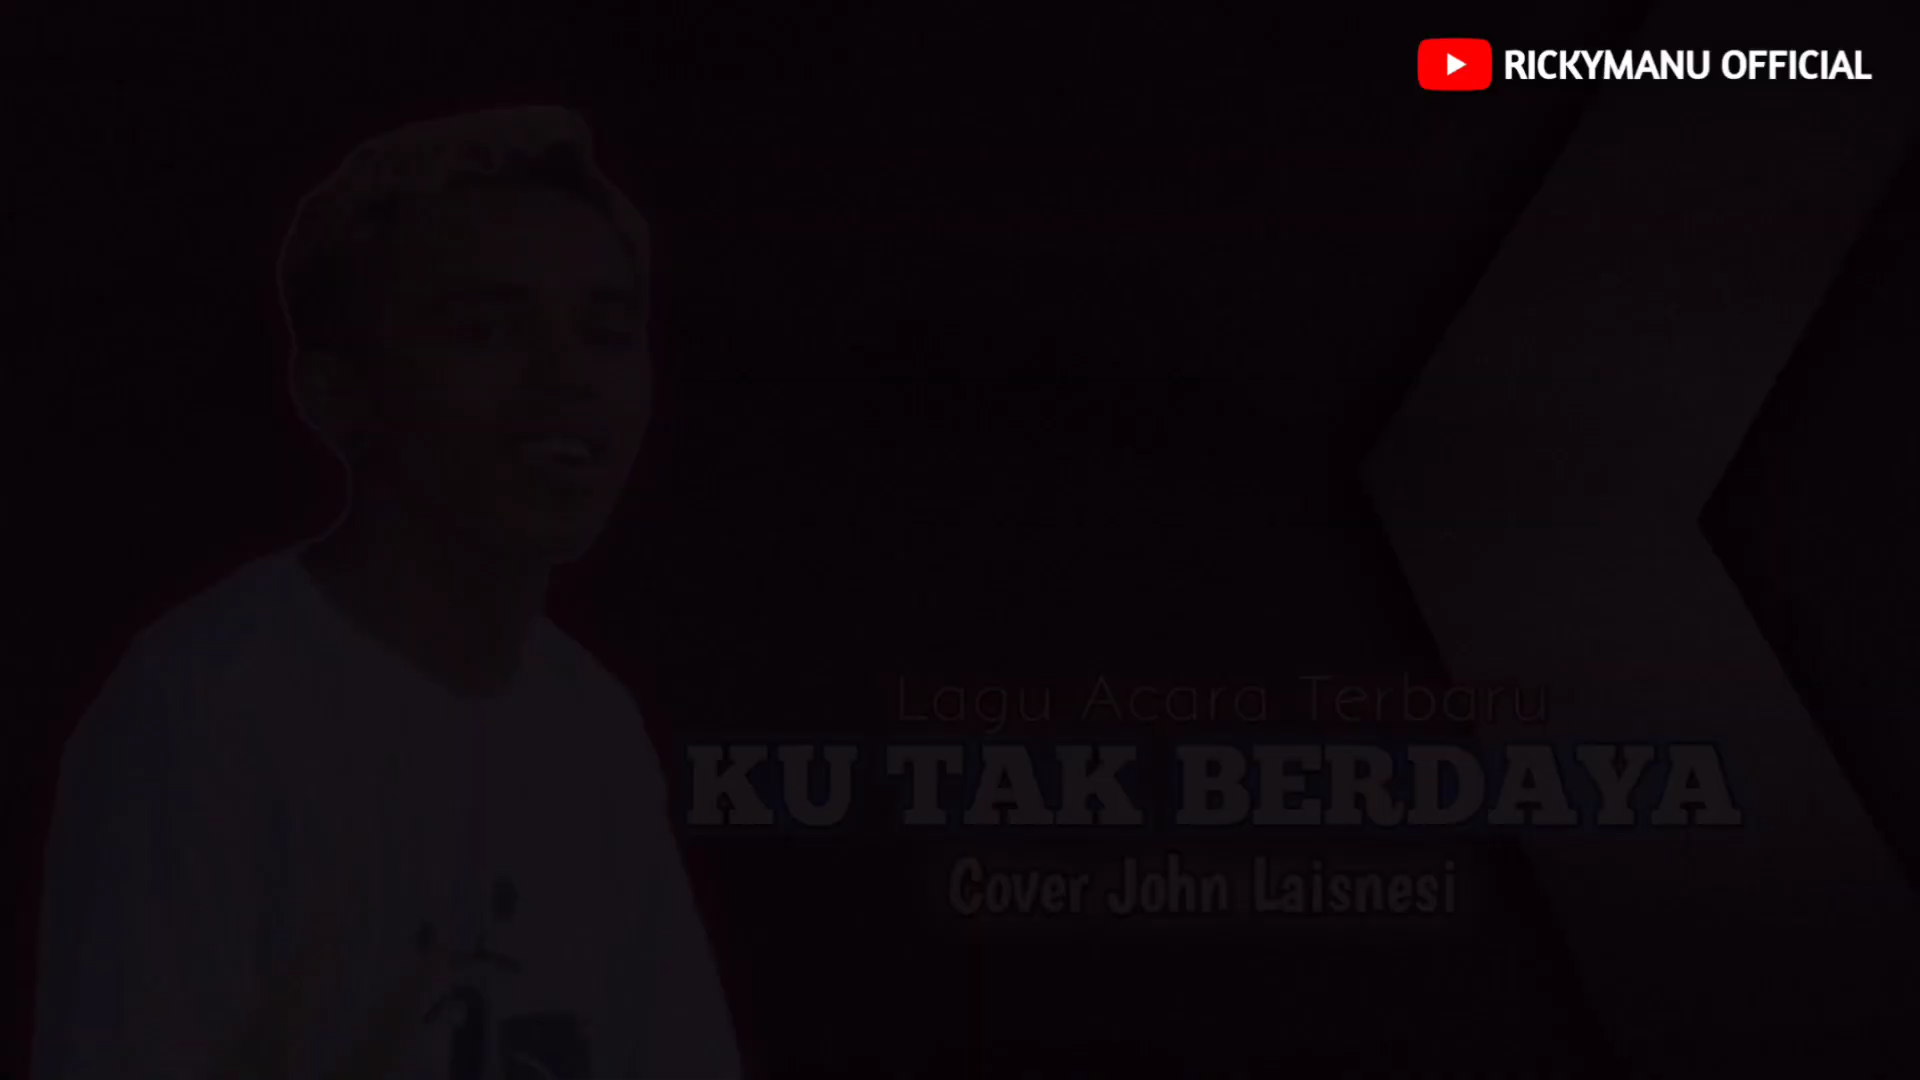 RICKYMANU OFFICIAL
Lagu Acara Terbaru
KU TAK BERDAYA
Cover John Laisnesi